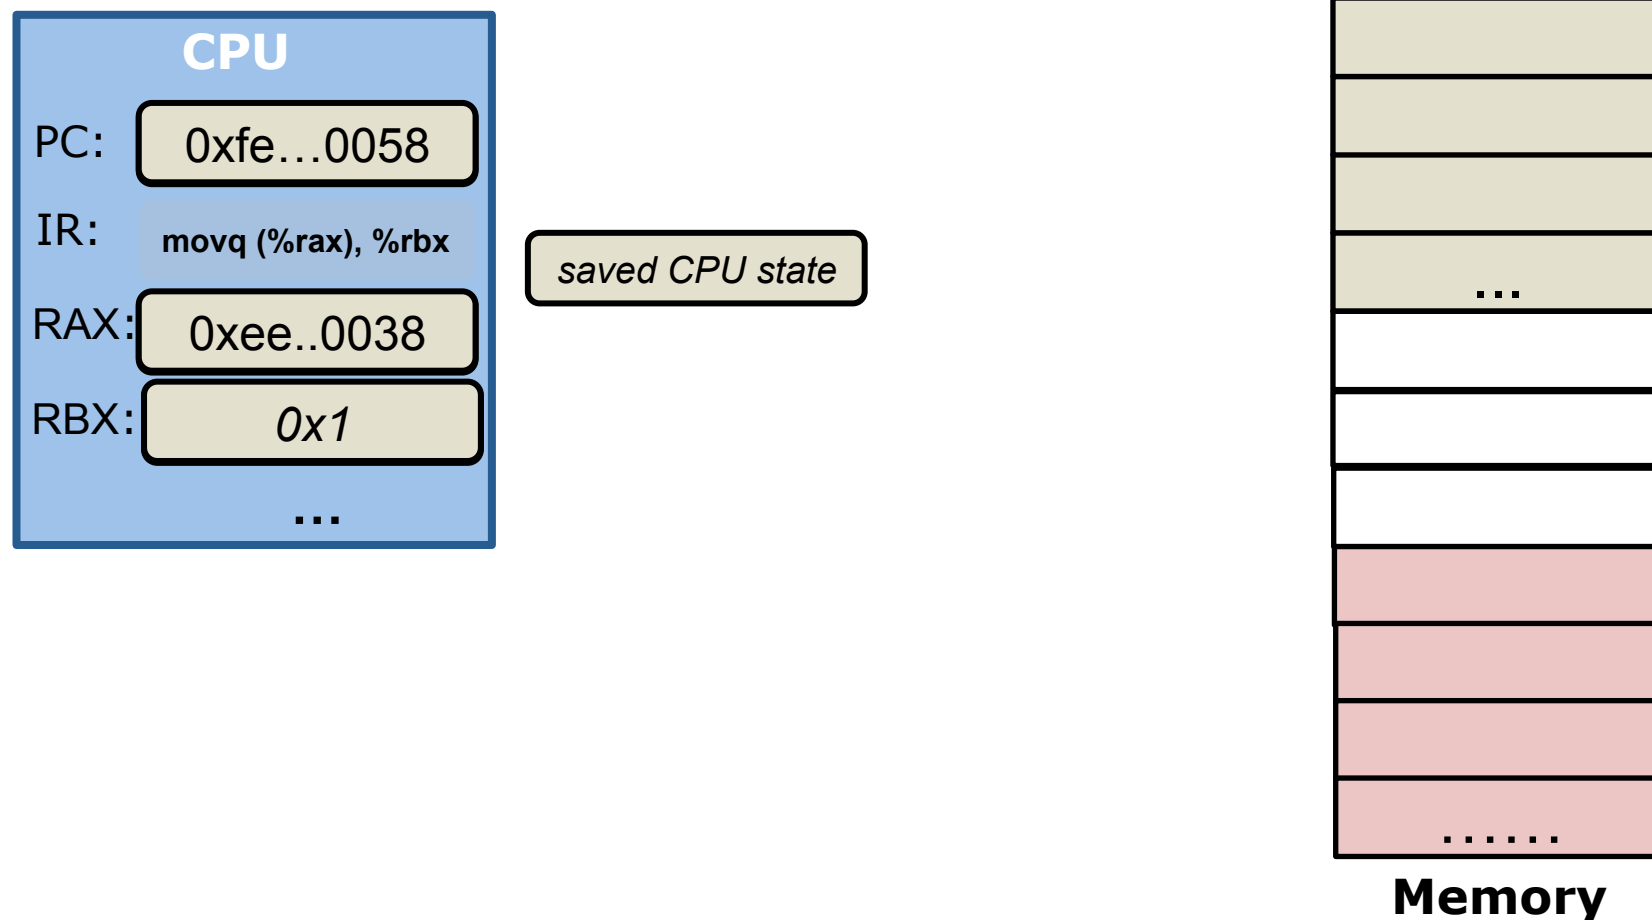 CPU
PC: 0xfe…0058
IR: movq (%rax), %rbx
saved CPU state
RAX: 0xee..0038
RBX: 0x1
…
…
......
Memory